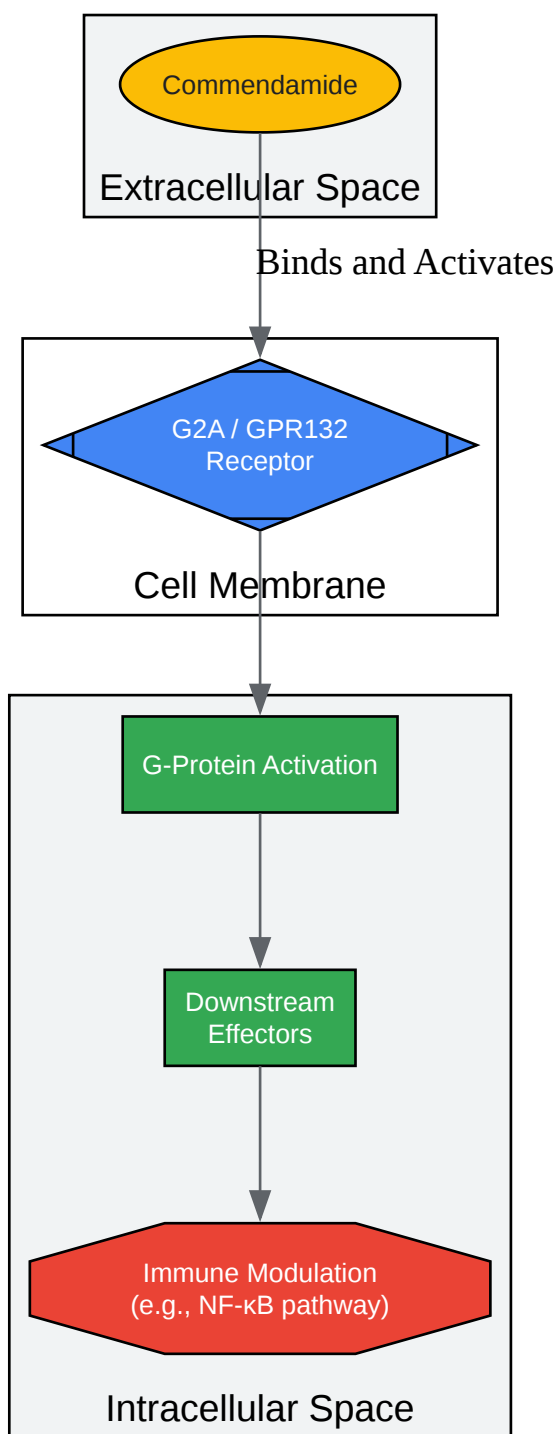 Commendamide
Extracellular Space
Binds and Activates
G2A / GPR132
Receptor
Cell Membrane
G-Protein Activation
Downstream
Effectors
Immune Modulation
(e.g., NF-κB pathway)
Intracellular Space